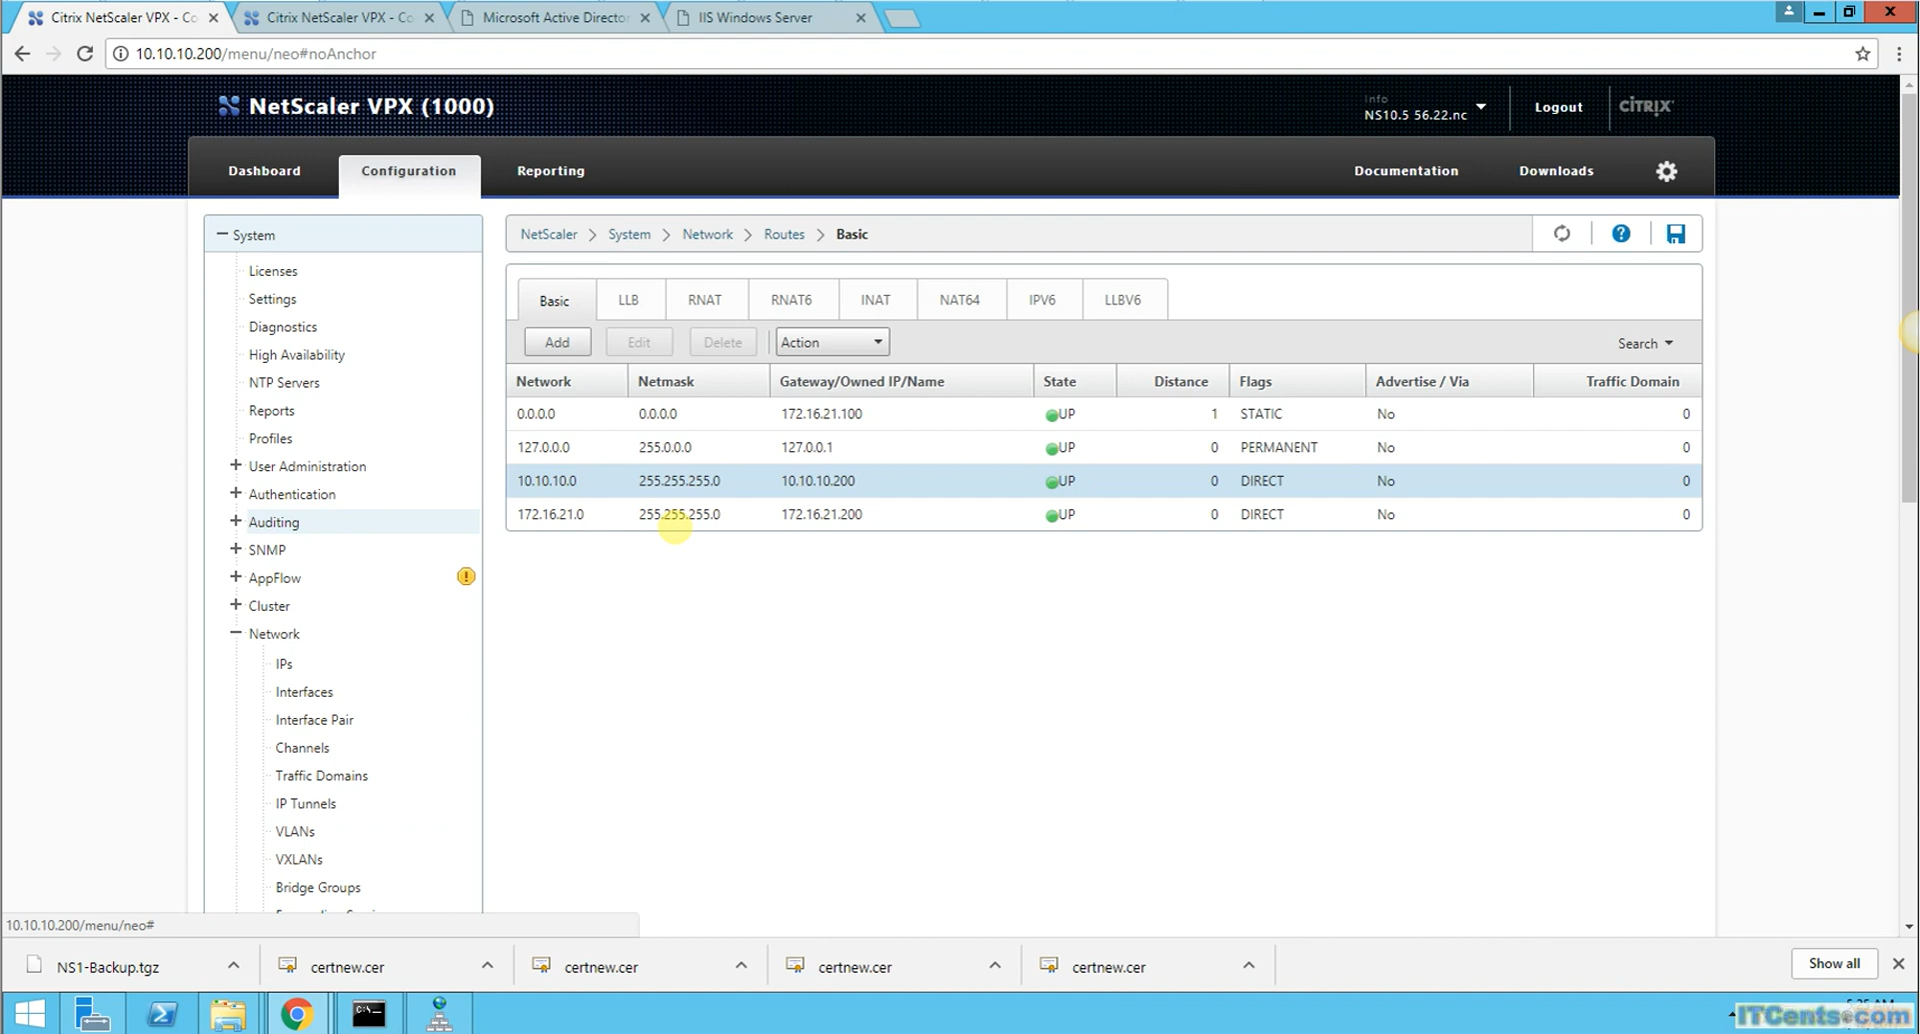 Citrix NetScaler VPX - Co
Citrix NetScaler VPX - Co
Microsoft Active Director
IIS Windows Server
10.10.10.200/menu/neo#noAnchor
NetScaler VPX (1000)
Info
NS10.5 56.22.nc
Logout
CİTRIX
Dashboard
Configuration
Reporting
Documentation
Downloads
System
NetScaler
System
Network
Routes
Basic
Licenses
Settings
Diagnostics
High Availability
NTP Servers
Reports
Profiles
User Administration
Authentication
Auditing
SNMP
AppFlow
Cluster
Network
IPs
Interfaces
Interface Pair
Channels
Traffic Domains
IP Tunnels
VLANs
VXLANs
Bridge Groups
Basic LLB RNAT RNAT6 INAT NAT64 IPV6 LLBV6
Add Edit Delete Action Search
Network Netmask Gateway/Owned IP/Name State Distance Flags Advertise / Via Traffic Domain
0.0.0.0 0.0.0.0 172.16.21.100 UP 1 STATIC No 0
127.0.0.0 255.0.0.0 127.0.0.1 UP 0 PERMANENT No 0
10.10.10.0 255.255.255.0 10.10.10.200 UP 0 DIRECT No 0
172.16.21.0 255.255.255.0 172.16.21.200 UP 0 DIRECT No 0
10.10.10.200/menu/neo#
NS1-Backup.tgz
certnew.cer
certnew.cer
certnew.cer
certnew.cer
Show all
ITCents.com